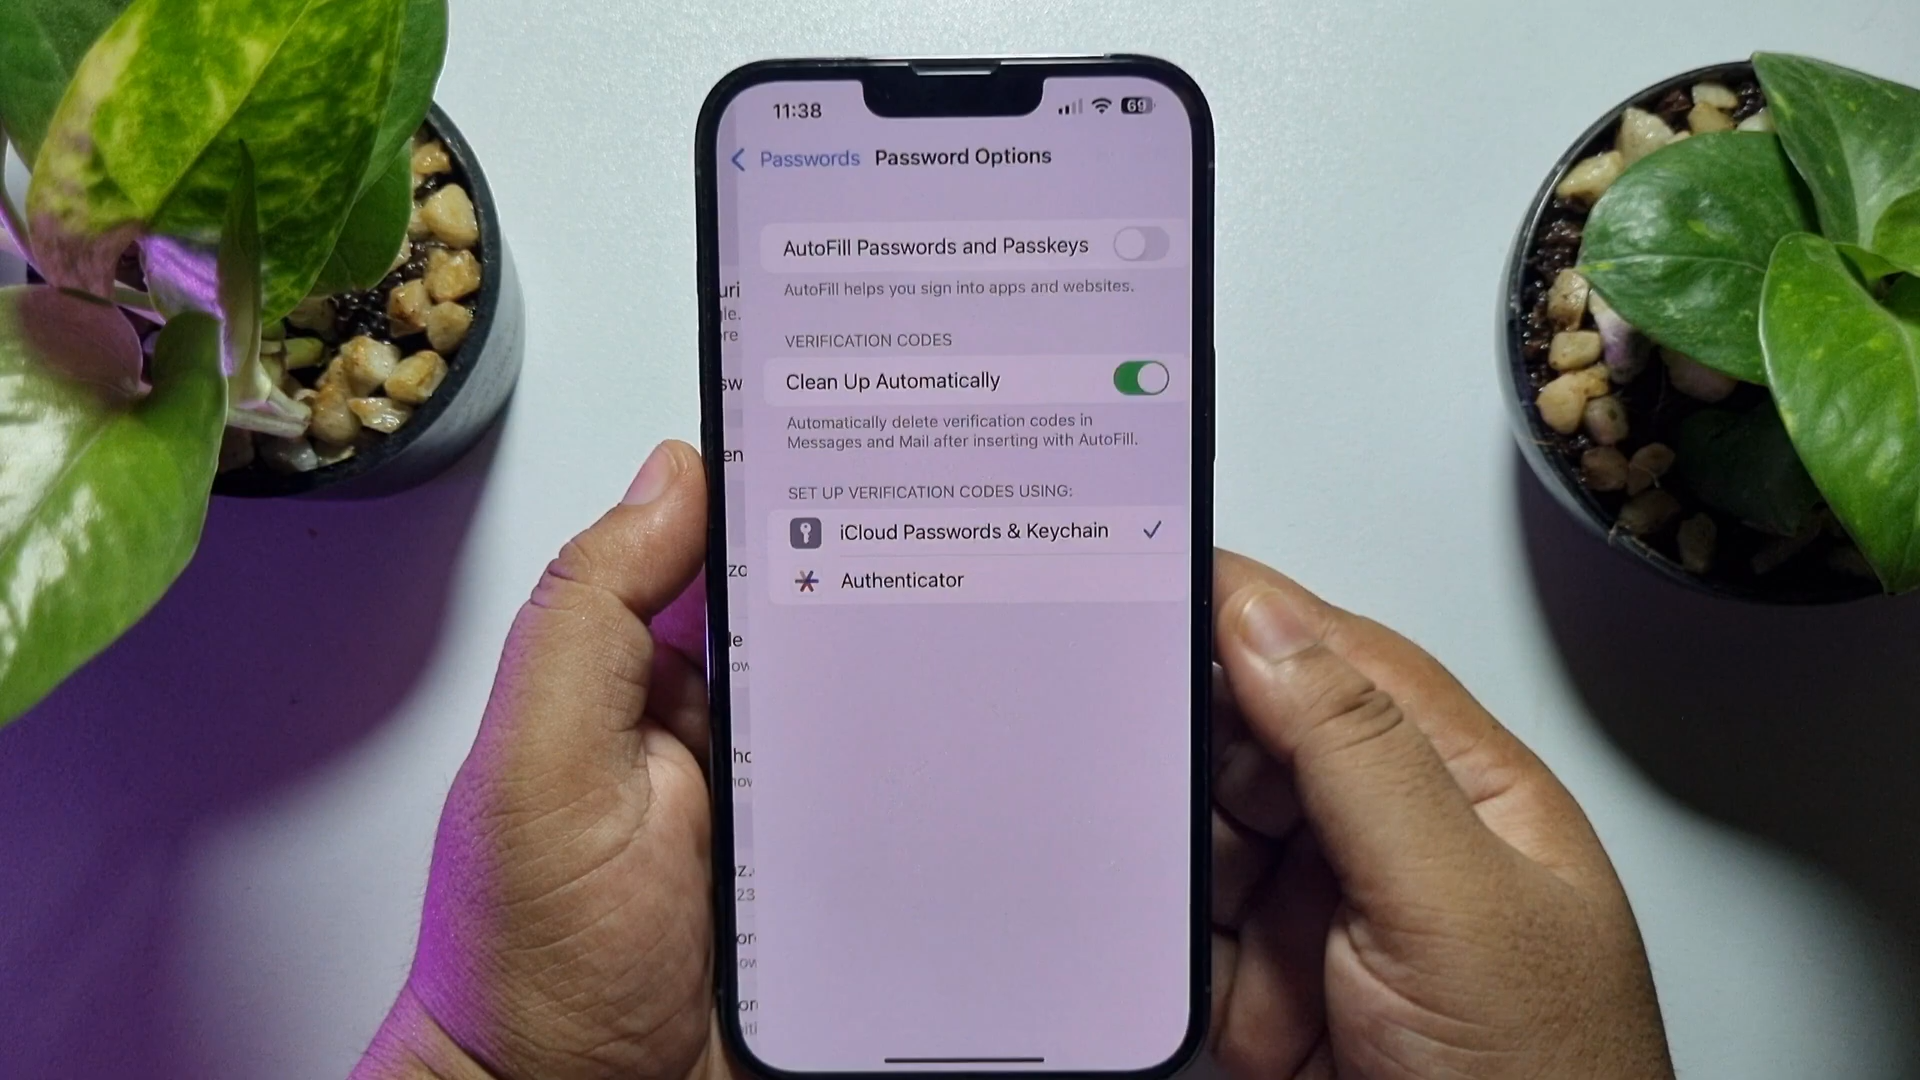 11:38
69
Passwords Password Options
AutoFill Passwords and Passkeys
AutoFill helps you sign into apps and websites.
VERIFICATION CODES
Clean Up Automatically
Automatically delete verification codes in
Messages and Mail after inserting with AutoFill.
SET UP VERIFICATION CODES USING:
iCloud Passwords & Keychain
Authenticator